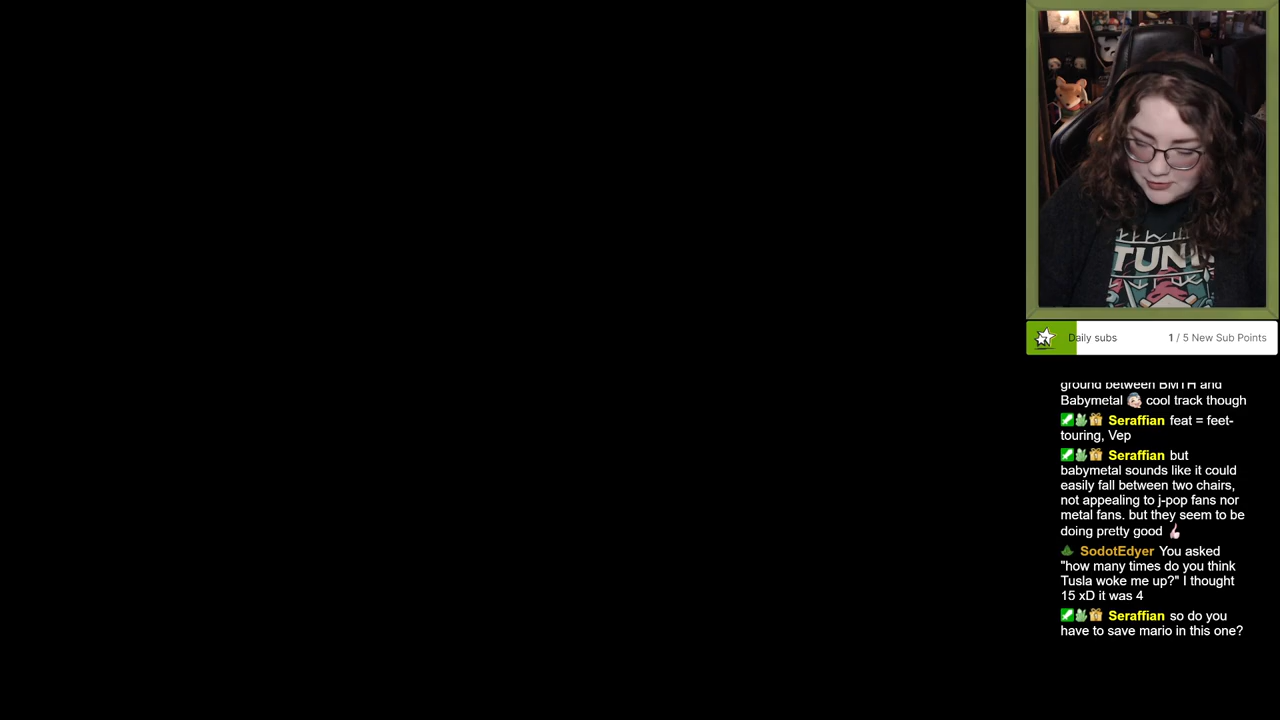 TUN
Daily subs 1 / 5 New Sub Points
ground between BMTH and
Babymetal cool track though
Seraffian feat = feet-
touring, Vep
Seraffian but
babymetal sounds like it could
easily fall between two chairs,
not appealing to j-pop fans nor
metal fans. but they seem to be
doing pretty good
SodotEdyer You asked
"how many times do you think
Tusla woke me up?" I thought
15 xD it was 4
Seraffian so do you
have to save mario in this one?